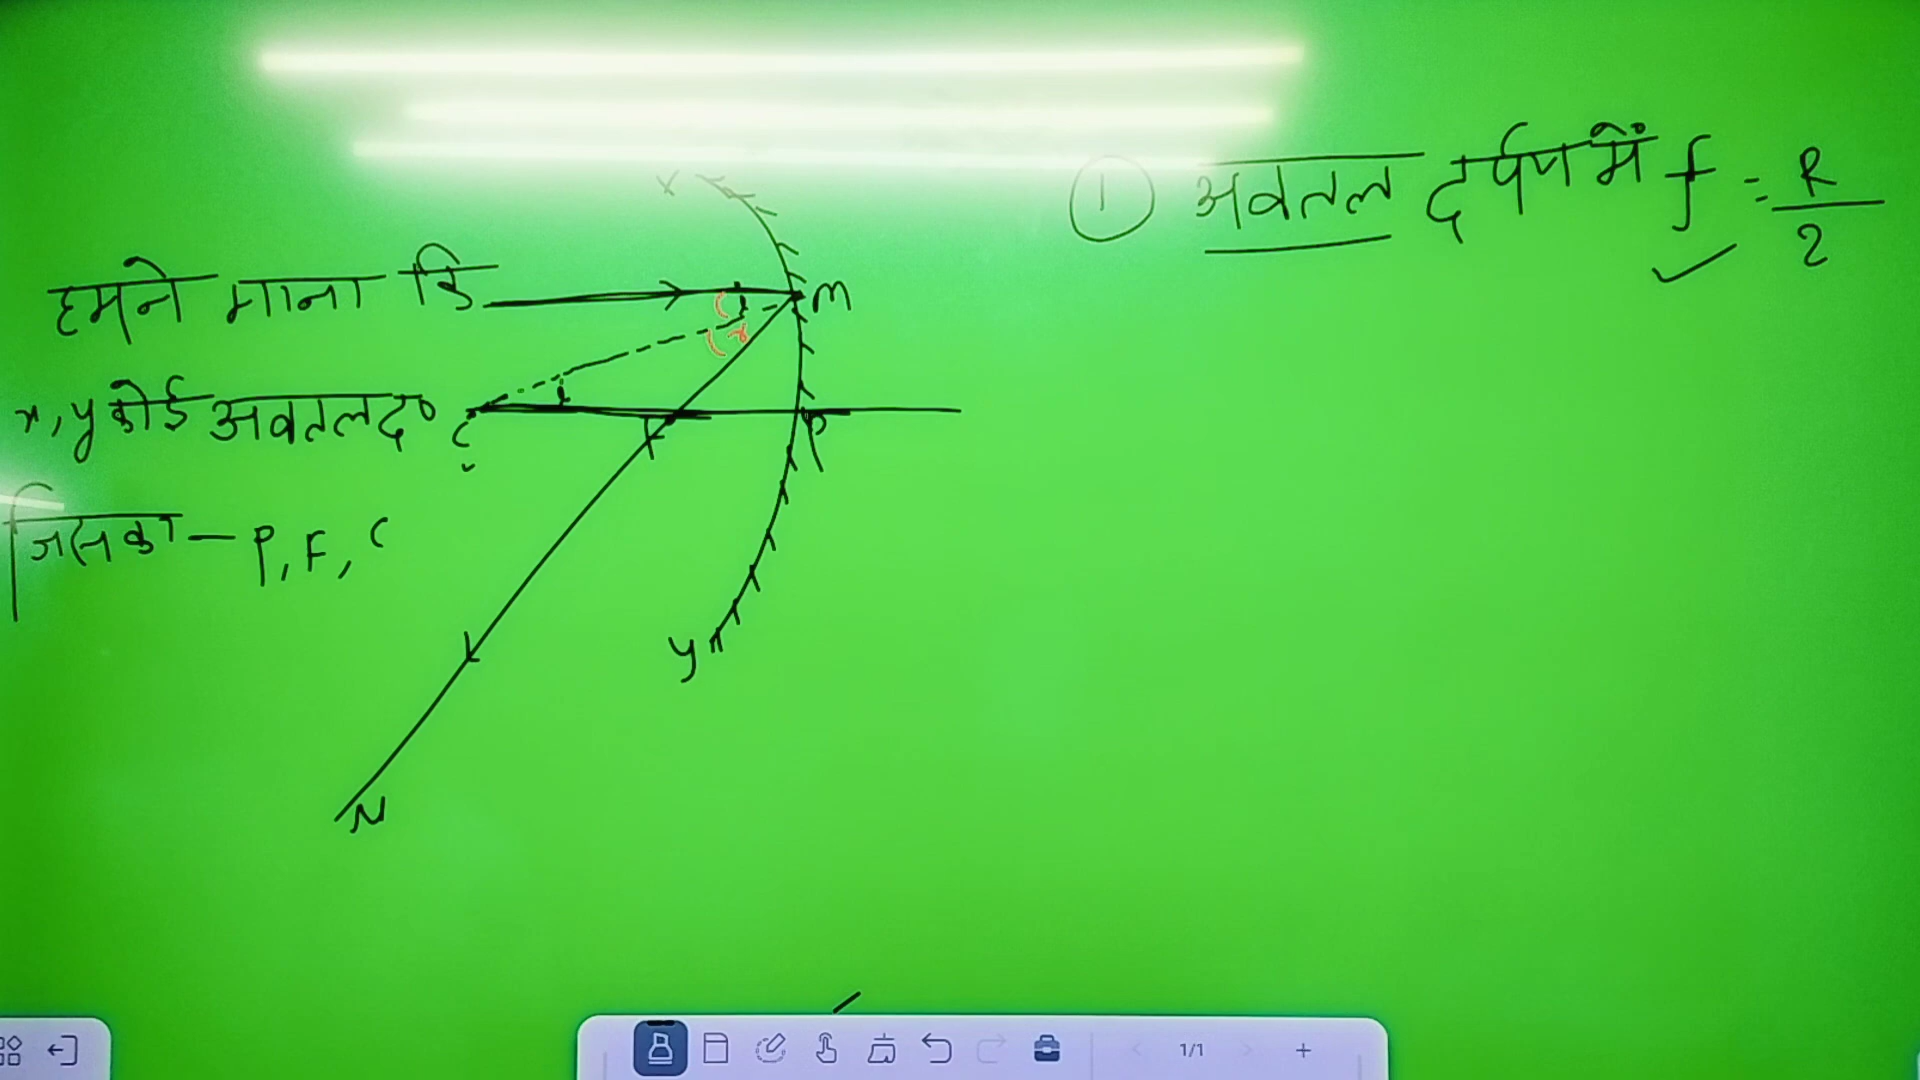 ① अवतल दर्पण में f = R/2
x
हमने माना कि
i
M
r
x, y कोई अवतल द०
C
i
F
P
जिसका — P, F, C
y
N
1/1